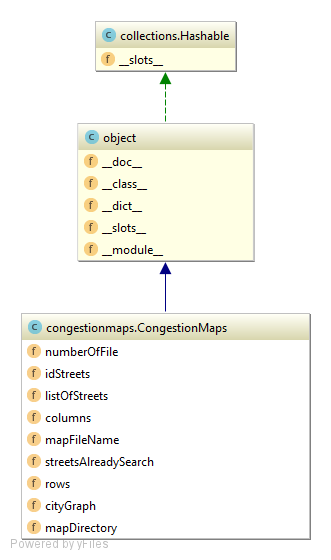 C collections.Hashable
f __slots__
C object
f __doc__
f __class__
f __dict__
f __slots__
f __module__
C congestionmaps.CongestionMaps
f numberOfFile
f idStreets
f listOfStreets
f columns
f mapFileName
f streetsAlreadySearch
f rows
f cityGraph
f mapDirectory
Powered by yFiles